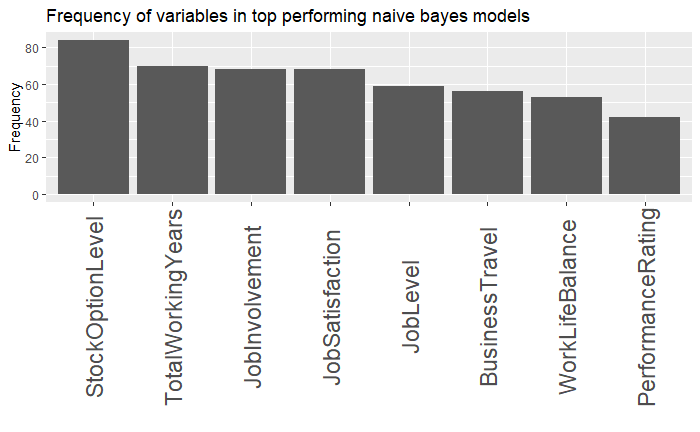 Frequency of variables in top performing naive bayes models
Frequency
80
60
40
20
0
StockOptionLevel
TotalWorkingYears
JobInvolvement
JobSatisfaction
JobLevel
BusinessTravel
WorkLifeBalance
PerformanceRating